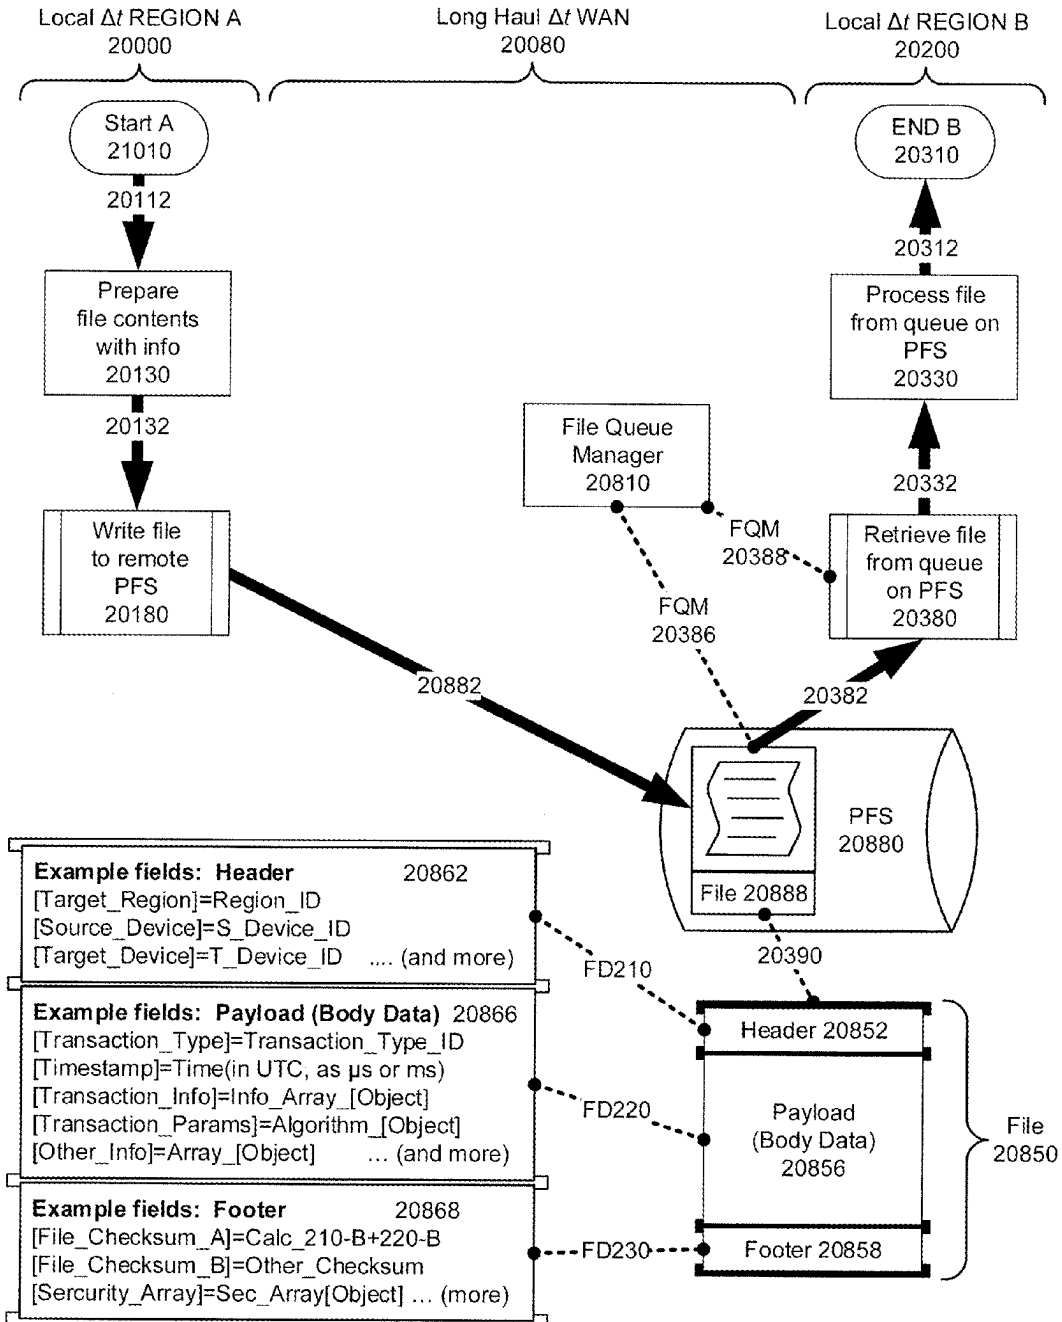 Local Δt REGION A
20000
Long Haul Δt WAN
20080
Local Δt REGION B
20200
Start A
21010
END B
20310
20112
20312
Prepare
file contents
with info
20130
Process file
from queue on
PFS
20330
20132
File Queue
Manager
20810
20332
Write file
to remote
PFS
20180
FQM
20388
Retrieve file
from queue
on PFS
20380
FQM
20386
20882
20382
PFS
20880
File 20888
20390
Example fields: Header 20862
[Target_Region]=Region_ID
[Source_Device]=S_Device_ID
[Target_Device]=T_Device_ID .... (and more)
FD210
Header 20852
Example fields: Payload (Body Data) 20866
[Transaction_Type]=Transaction_Type_ID
[Timestamp]=Time(in UTC, as µs or ms)
[Transaction_Info]=Info_Array_[Object]
[Transaction_Params]=Algorithm_[Object]
[Other_Info]=Array_[Object] ... (and more)
FD220
Payload
(Body Data)
20856
File
20850
Example fields: Footer 20868
[File_Checksum_A]=Calc_210-B+220-B
[File_Checksum_B]=Other_Checksum
[Sercurity_Array]=Sec_Array[Object] ... (more)
FD230
Footer 20858